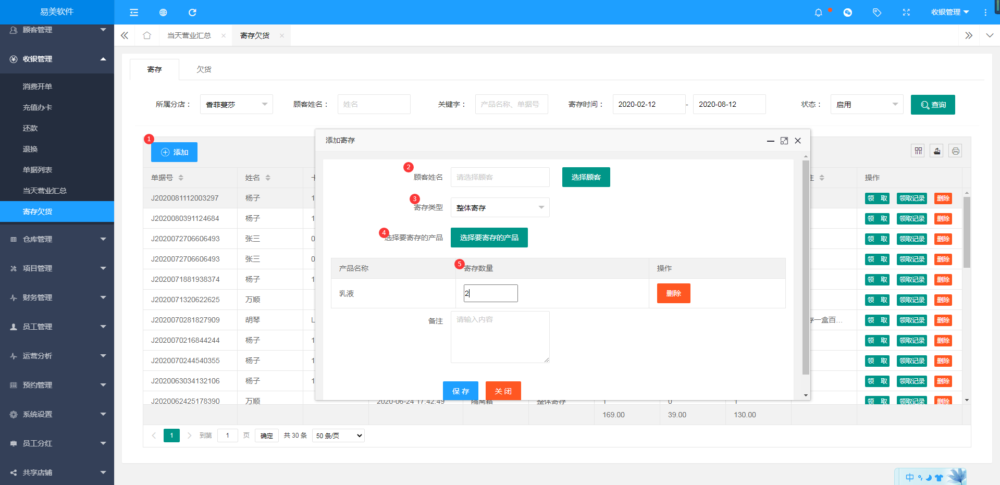 易美软件
收银管理
顾客管理
收银管理
消费开单
充值办卡
还款
退换
单据列表
当天营业汇总
寄存欠货
仓库管理
项目管理
财务管理
员工管理
运营分析
预约管理
系统设置
员工分红
共享店铺
当天营业汇总
寄存欠货
寄存
欠货
所属分店：
香菲蔓莎
顾客姓名：
姓名
关键字：
产品名称、单据号
寄存时间：
2020-02-12
-
2020-08-12
状态：
启用
查询
1
添加
单据号
姓名
操作
J2020081112003297 杨子 1 领 取 领取记录 删除
J2020080391124684 杨子 1 领 取 领取记录 删除
J2020072706606493 张三 0 领 取 领取记录 删除
J2020072706606493 张三 0 领 取 领取记录 删除
J2020071881938374 杨子 1 领 取 领取记录 删除
J2020071320622625 万顺 领 取 领取记录 删除
J2020070281827909 胡琴 L 存一盒百... 领 取 领取记录 删除
J2020070216844244 杨子 1 领 取 领取记录 删除
J2020070244540355 杨子 1 领 取 领取记录 删除
J2020063034132106 杨子 1 领 取 领取记录 删除
J2020062425178390 万顺 2020-06-24 17:42:49 隔离霜 整体寄存 1 0 1 领 取 领取记录 删除
169.00 39.00 130.00
1 到第 1 页 确定 共 30 条 50 条/页
添加寄存
2
顾客姓名
请选择顾客
选择顾客
3
寄存类型
整体寄存
4
选择要寄存的产品
选择要寄存的产品
产品名称
5
寄存数量
操作
乳液
2
删除
备注
请输入内容
保 存
关 闭
中